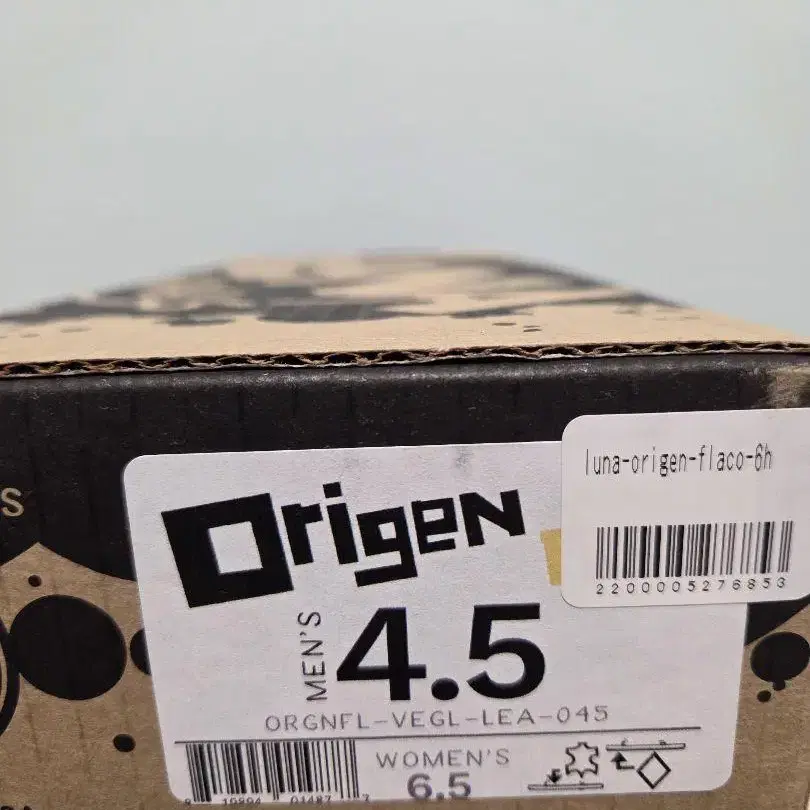 S
luna-origen-flaco-6h
2200005276853
Origen
MEN'S
4.5
ORGNFL-VEGL-LEA-045
WOMEN'S
6.5